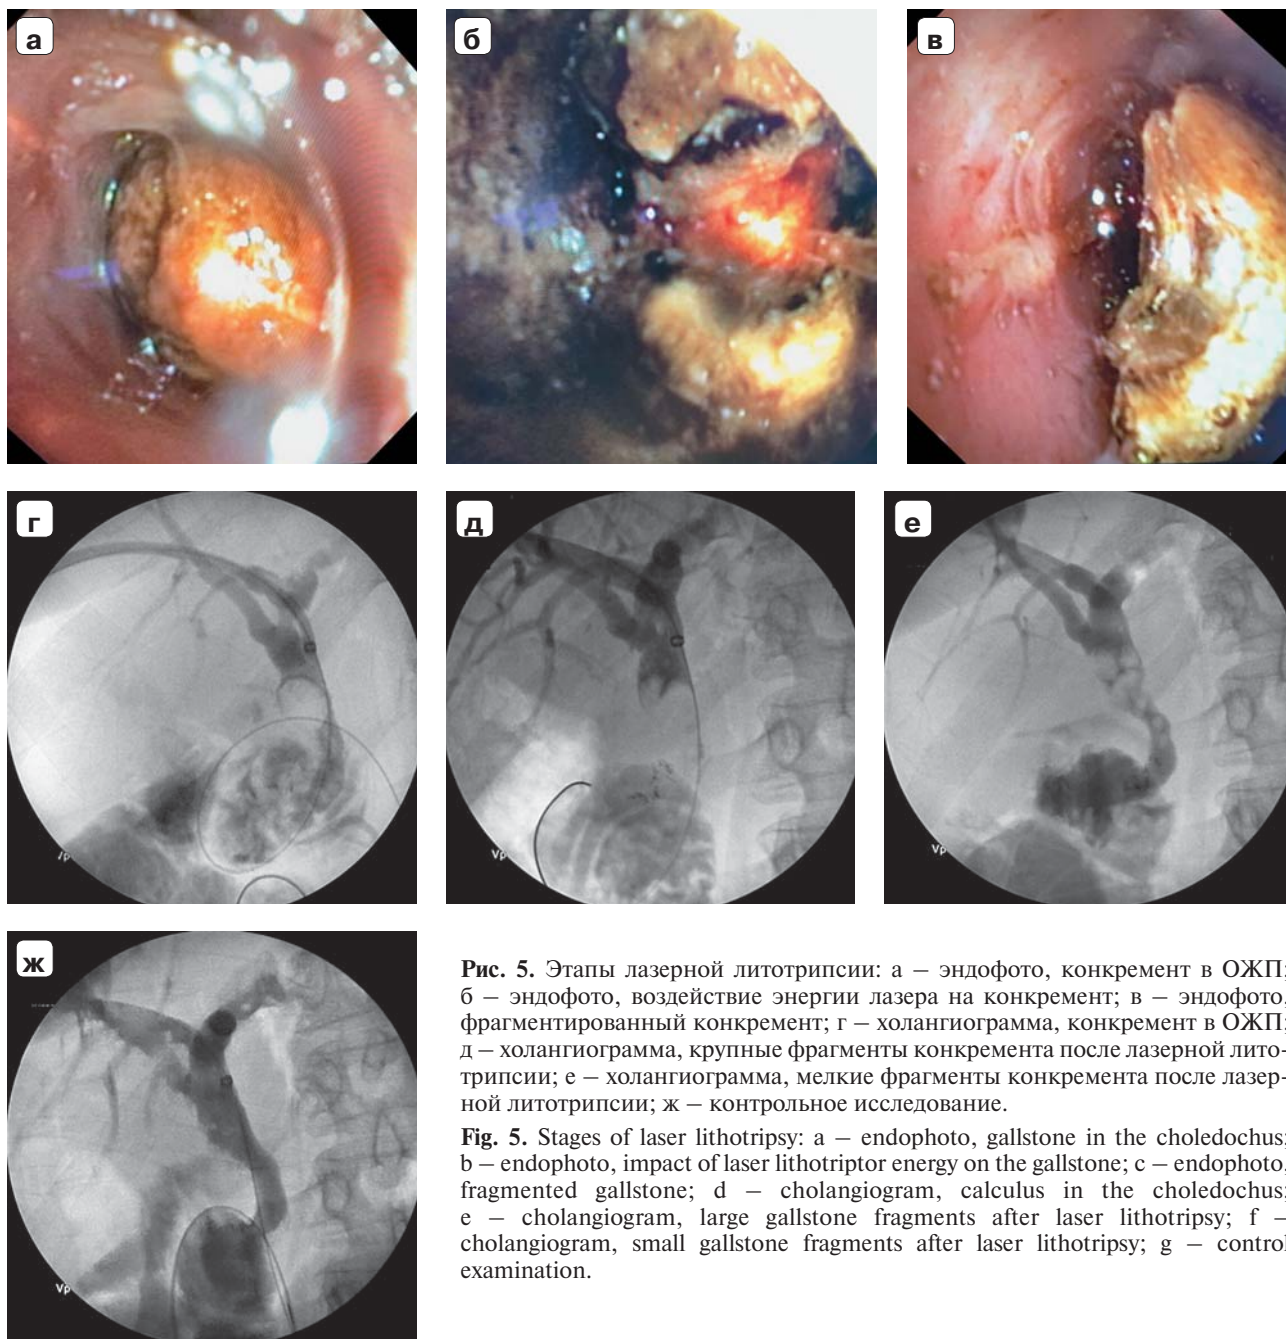 а
б
в
г
д
е
Vp
Vp
Vp
ж
Vp
Рис. 5. Этапы лазерной литотрипсии: а – эндофото, конкремент в ОЖП;
б – эндофото, воздействие энергии лазера на конкремент; в – эндофото,
фрагментированный конкремент; г – холангиограмма, конкремент в ОЖП;
д – холангиограмма, крупные фрагменты конкремента после лазерной лито-
трипсии; е – холангиограмма, мелкие фрагменты конкремента после лазер-
ной литотрипсии; ж – контрольное исследование.
Fig. 5. Stages of laser lithotripsy: a – endophoto, gallstone in the choledochus;
b – endophoto, impact of laser lithotriptor energy on the gallstone; c – endophoto,
fragmented gallstone; d – cholangiogram, calculus in the choledochus;
e – cholangiogram, large gallstone fragments after laser lithotripsy; f –
cholangiogram, small gallstone fragments after laser lithotripsy; g – control
examination.